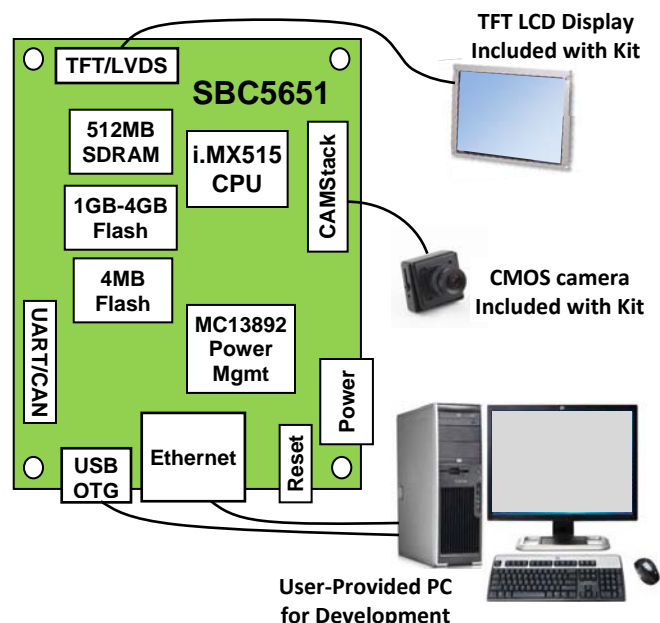 TFT LCD Display
Included with Kit
TFT/LVDS
SBC5651
512MB
SDRAM
i.MX515
CPU
CAMStack
1GB-4GB
Flash
4MB
Flash
CMOS camera
Included with Kit
UART/CAN
MC13892
Power
Mgmt
Power
USB
OTG
Ethernet
Reset
User-Provided PC
for Development